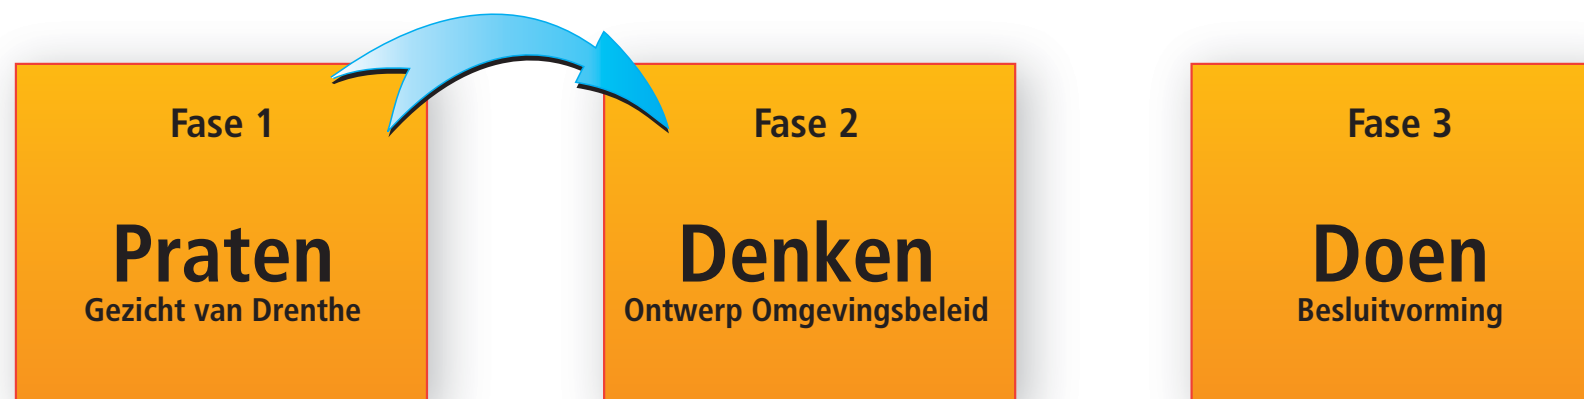 Fase 1
Praten
Gezicht van Drenthe
Fase 2
Denken
Ontwerp Omgevingsbeleid
Fase 3
Doen
Besluitvorming